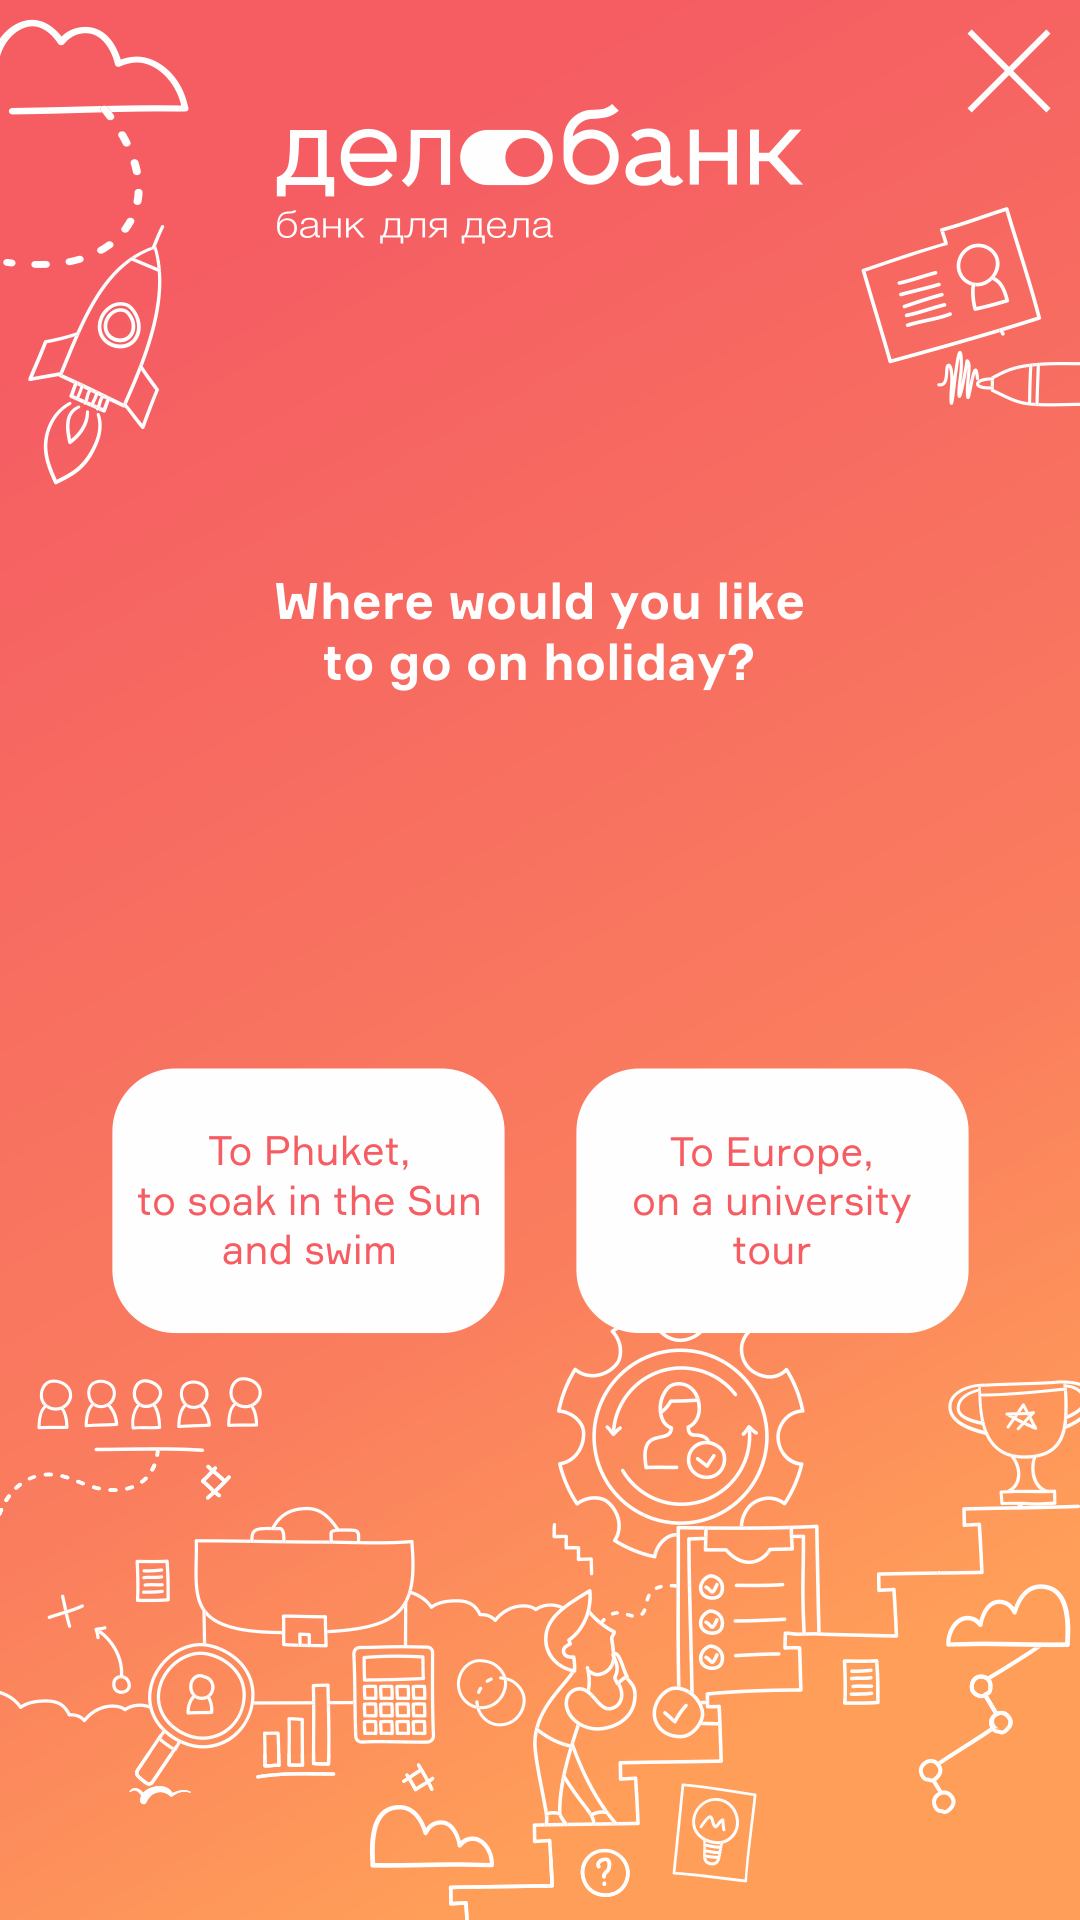 делобанк
банк для дела
Where would you like
to go on holiday?
To Phuket,
to soak in the Sun
and swim
To Europe,
on a university
tour
?